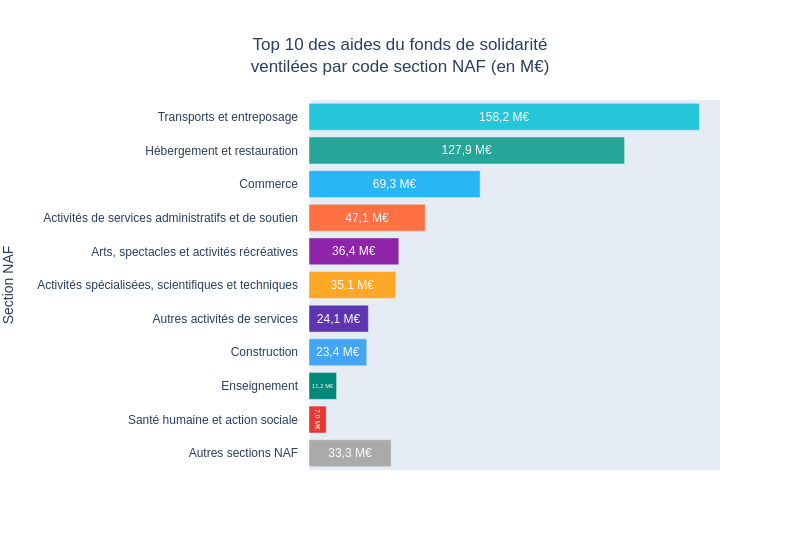 Top 10 des aides du fonds de solidarité
ventilées par code section NAF (en M€)
Section NAF
Transports et entreposage 158,2 M€
Hébergement et restauration 127,9 M€
Commerce 69,3 M€
Activités de services administratifs et de soutien 47,1 M€
Arts, spectacles et activités récréatives 36,4 M€
Activités spécialisées, scientifiques et techniques 35,1 M€
Autres activités de services 24,1 M€
Construction 23,4 M€
Enseignement 11,2 M€
Santé humaine et action sociale 7,0 M€
Autres sections NAF 33,3 M€